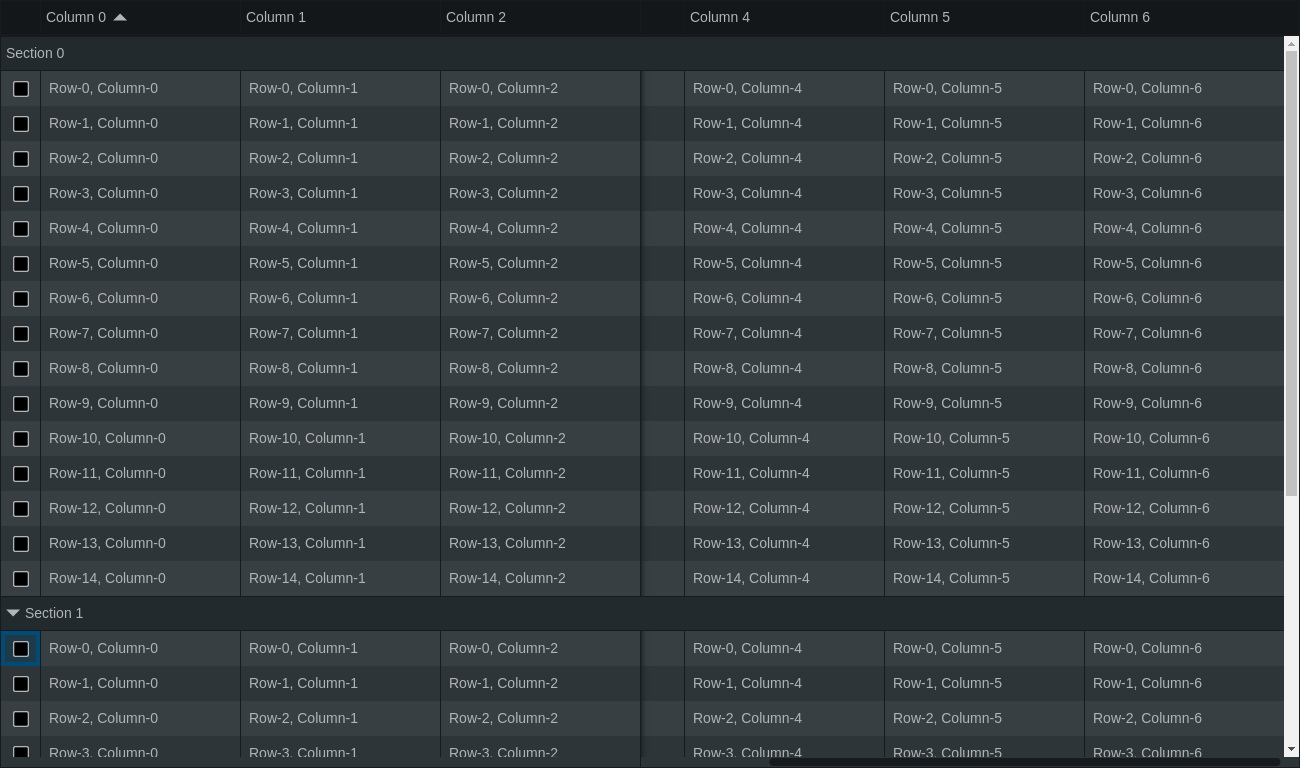 Column 0 Column 1 Column 2 Column 4 Column 5 Column 6
Section 0
Row-0, Column-0 Row-0, Column-1 Row-0, Column-2 Row-0, Column-4 Row-0, Column-5 Row-0, Column-6
Row-1, Column-0 Row-1, Column-1 Row-1, Column-2 Row-1, Column-4 Row-1, Column-5 Row-1, Column-6
Row-2, Column-0 Row-2, Column-1 Row-2, Column-2 Row-2, Column-4 Row-2, Column-5 Row-2, Column-6
Row-3, Column-0 Row-3, Column-1 Row-3, Column-2 Row-3, Column-4 Row-3, Column-5 Row-3, Column-6
Row-4, Column-0 Row-4, Column-1 Row-4, Column-2 Row-4, Column-4 Row-4, Column-5 Row-4, Column-6
Row-5, Column-0 Row-5, Column-1 Row-5, Column-2 Row-5, Column-4 Row-5, Column-5 Row-5, Column-6
Row-6, Column-0 Row-6, Column-1 Row-6, Column-2 Row-6, Column-4 Row-6, Column-5 Row-6, Column-6
Row-7, Column-0 Row-7, Column-1 Row-7, Column-2 Row-7, Column-4 Row-7, Column-5 Row-7, Column-6
Row-8, Column-0 Row-8, Column-1 Row-8, Column-2 Row-8, Column-4 Row-8, Column-5 Row-8, Column-6
Row-9, Column-0 Row-9, Column-1 Row-9, Column-2 Row-9, Column-4 Row-9, Column-5 Row-9, Column-6
Row-10, Column-0 Row-10, Column-1 Row-10, Column-2 Row-10, Column-4 Row-10, Column-5 Row-10, Column-6
Row-11, Column-0 Row-11, Column-1 Row-11, Column-2 Row-11, Column-4 Row-11, Column-5 Row-11, Column-6
Row-12, Column-0 Row-12, Column-1 Row-12, Column-2 Row-12, Column-4 Row-12, Column-5 Row-12, Column-6
Row-13, Column-0 Row-13, Column-1 Row-13, Column-2 Row-13, Column-4 Row-13, Column-5 Row-13, Column-6
Row-14, Column-0 Row-14, Column-1 Row-14, Column-2 Row-14, Column-4 Row-14, Column-5 Row-14, Column-6
Section 1
Row-0, Column-0 Row-0, Column-1 Row-0, Column-2 Row-0, Column-4 Row-0, Column-5 Row-0, Column-6
Row-1, Column-0 Row-1, Column-1 Row-1, Column-2 Row-1, Column-4 Row-1, Column-5 Row-1, Column-6
Row-2, Column-0 Row-2, Column-1 Row-2, Column-2 Row-2, Column-4 Row-2, Column-5 Row-2, Column-6
Row-3, Column-0 Row-3, Column-1 Row-3, Column-2 Row-3, Column-4 Row-3, Column-5 Row-3, Column-6